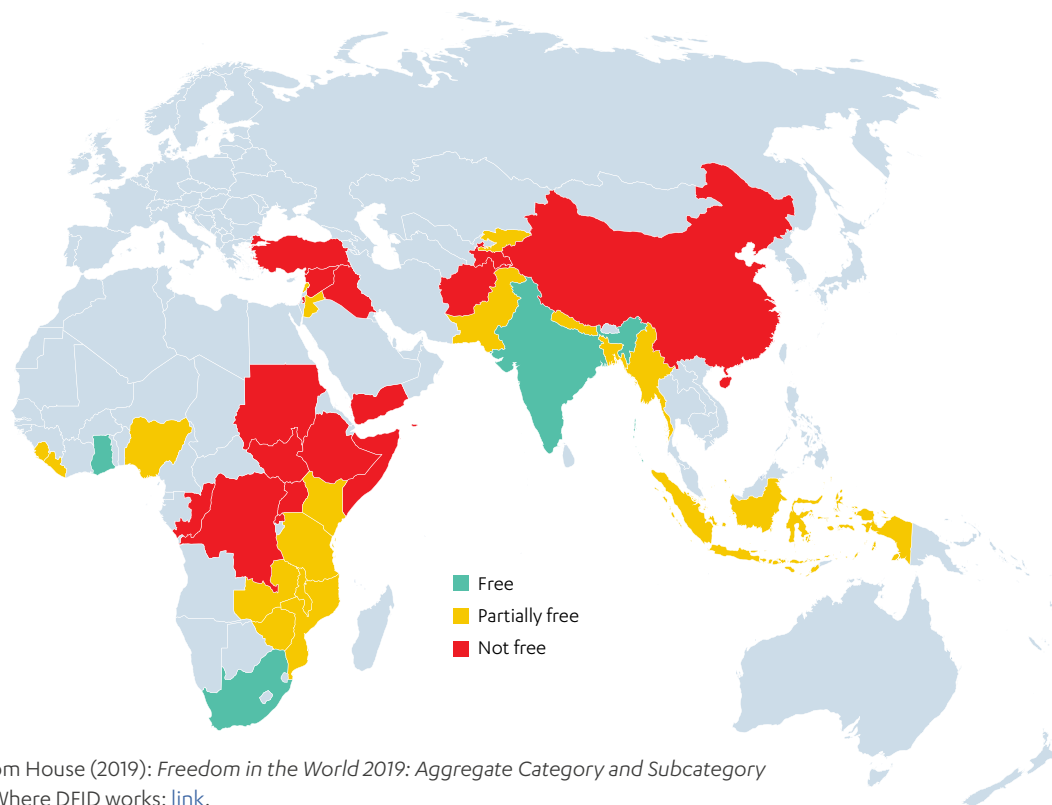 Free
Partially free
Not free
om House (2019): Freedom in the World 2019: Aggregate Category and Subcategory
Where DFID works: link.